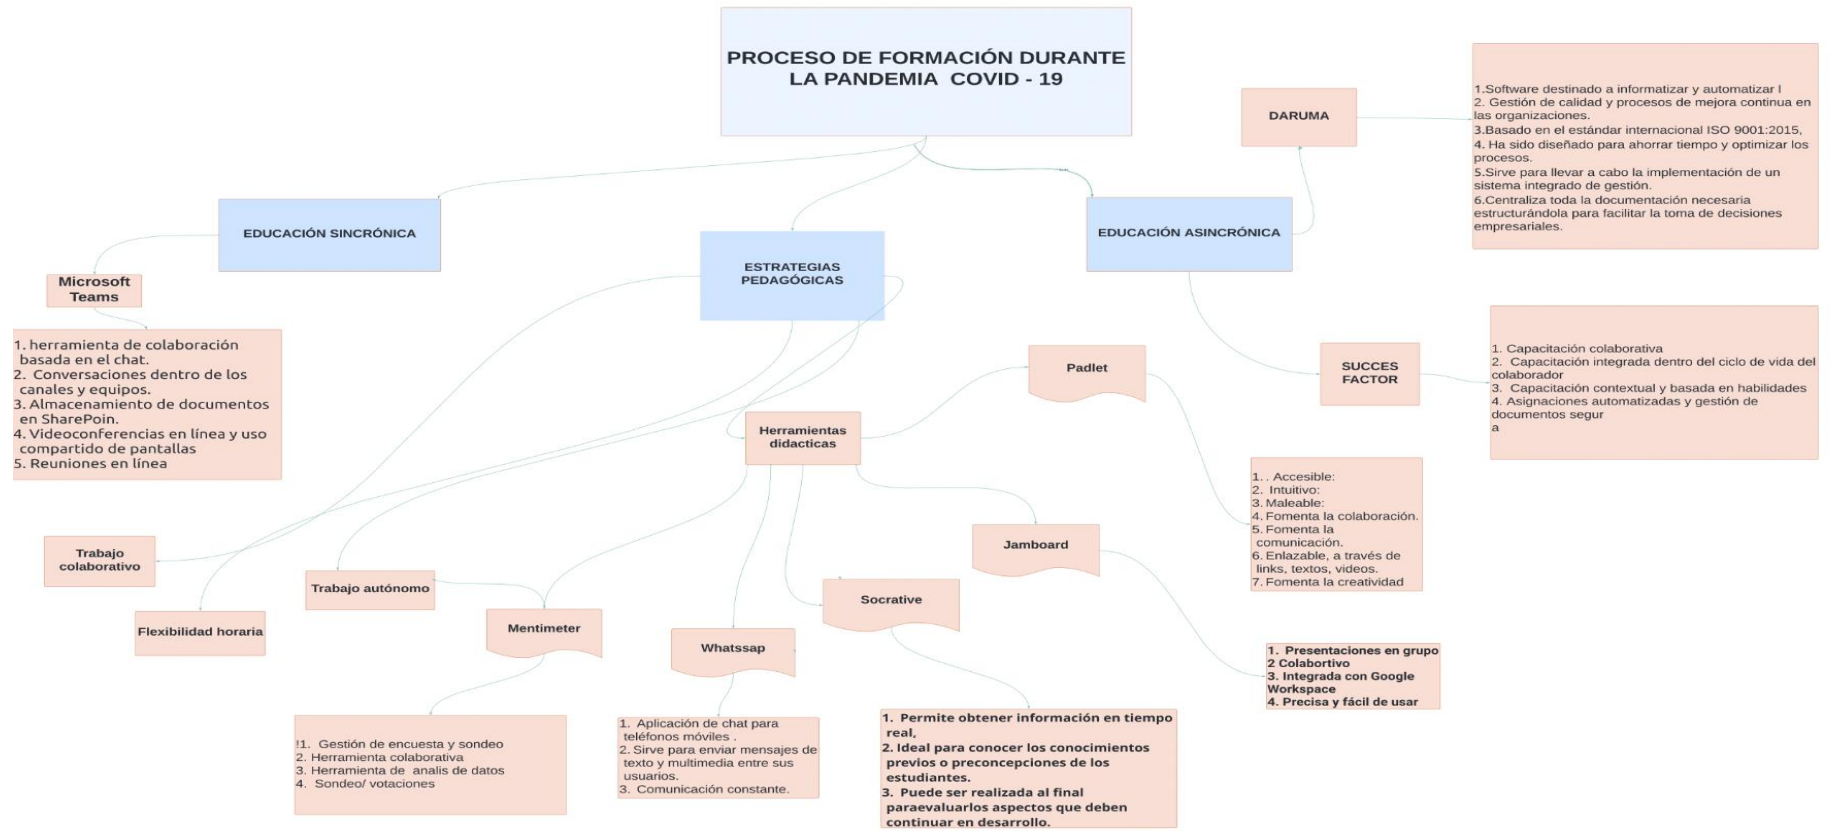 PROCESO DE FORMACIÓN DURANTE
LA PANDEMIA COVID - 19
DARUMA
1.Software destinado a informatizar y automatizar l
2. Gestión de calidad y procesos de mejora continua en
las organizaciones.
3.Basado en el estándar internacional ISO 9001:2015,
4. Ha sido diseñado para ahorrar tiempo y optimizar los
procesos.
5.Sirve para llevar a cabo la implementación de un
sistema integrado de gestión.
6.Centraliza toda la documentación necesaria
estructurándola para facilitar la toma de decisiones
empresariales.
EDUCACIÓN SINCRÓNICA
ESTRATEGIAS
PEDAGÓGICAS
EDUCACIÓN ASINCRÓNICA
Microsoft
Teams
1. herramienta de colaboración
basada en el chat.
2. Conversaciones dentro de los
canales y equipos.
3. Almacenamiento de documentos
en SharePoin.
4. Videoconferencias en línea y uso
compartido de pantallas
5. Reuniones en línea
SUCCES
FACTOR
1. Capacitación colaborativa
2. Capacitación integrada dentro del ciclo de vida del
colaborador
3. Capacitación contextual y basada en habilidades
4. Asignaciones automatizadas y gestión de
documentos segur
a
Padlet
Herramientas
didacticas
1. . Accesible:
2. Intuitivo:
3. Maleable:
4. Fomenta la colaboración.
5. Fomenta la
comunicación.
6. Enlazable, a través de
links, textos, videos.
7. Fomenta la creatividad
Trabajo
colaborativo
Flexibilidad horaria
Trabajo autónomo
Mentimeter
Whatssap
Socrative
Jamboard
1. Presentaciones en grupo
2 Colabortivo
3. Integrada con Google
Workspace
4. Precisa y fácil de usar
!1. Gestión de encuesta y sondeo
2. Herramienta colaborativa
3. Herramienta de analis de datos
4. Sondeo/ votaciones
1. Aplicación de chat para
teléfonos móviles .
2. Sirve para enviar mensajes de
texto y multimedia entre sus
usuarios.
3. Comunicación constante.
1. Permite obtener información en tiempo
real,
2. Ideal para conocer los conocimientos
previos o preconcepciones de los
estudiantes.
3. Puede ser realizada al final
paraevaluarlos aspectos que deben
continuar en desarrollo.